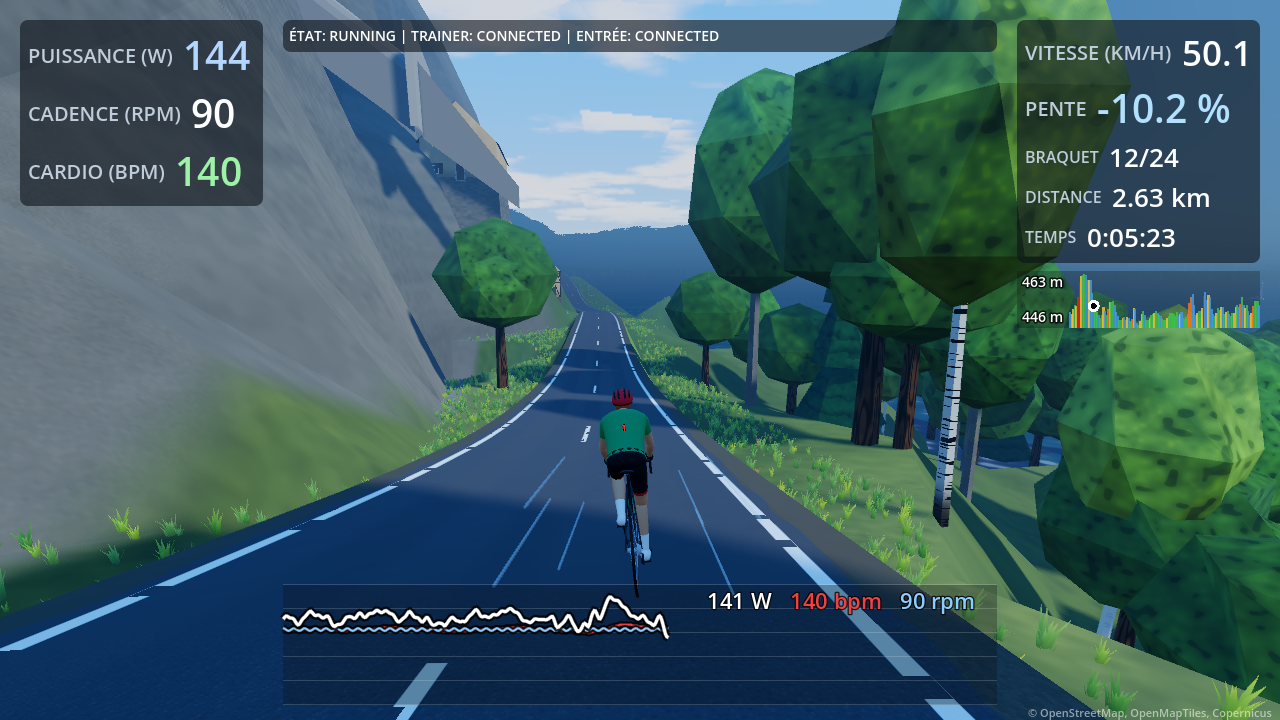 PUISSANCE (W) 144
CADENCE (RPM) 90
CARDIO (BPM) 140
ÉTAT: RUNNING | TRAINER: CONNECTED | ENTRÉE: CONNECTED
VITESSE (KM/H) 50.1
PENTE -10.2 %
BRAQUET 12/24
DISTANCE 2.63 km
TEMPS 0:05:23
463 m
446 m
1
141 W 140 bpm 90 rpm
© OpenStreetMap, OpenMapTiles, Copernicus